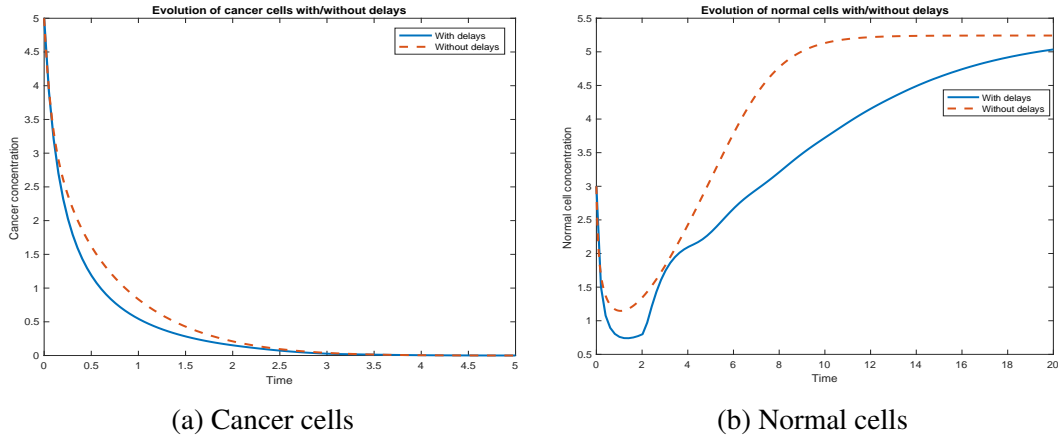 Evolution of cancer cells with/without delays
With delays
Without delays
Cancer concentration
5
4.5
4
3.5
3
2.5
2
1.5
1
0.5
0
0 0.5 1 1.5 2 2.5 3 3.5 4 4.5 5
Time
(a) Cancer cells
Evolution of normal cells with/without delays
With delays
Without delays
Normal cell concentration
5.5
5
4.5
4
3.5
3
2.5
2
1.5
1
0.5
0 2 4 6 8 10 12 14 16 18 20
Time
(b) Normal cells